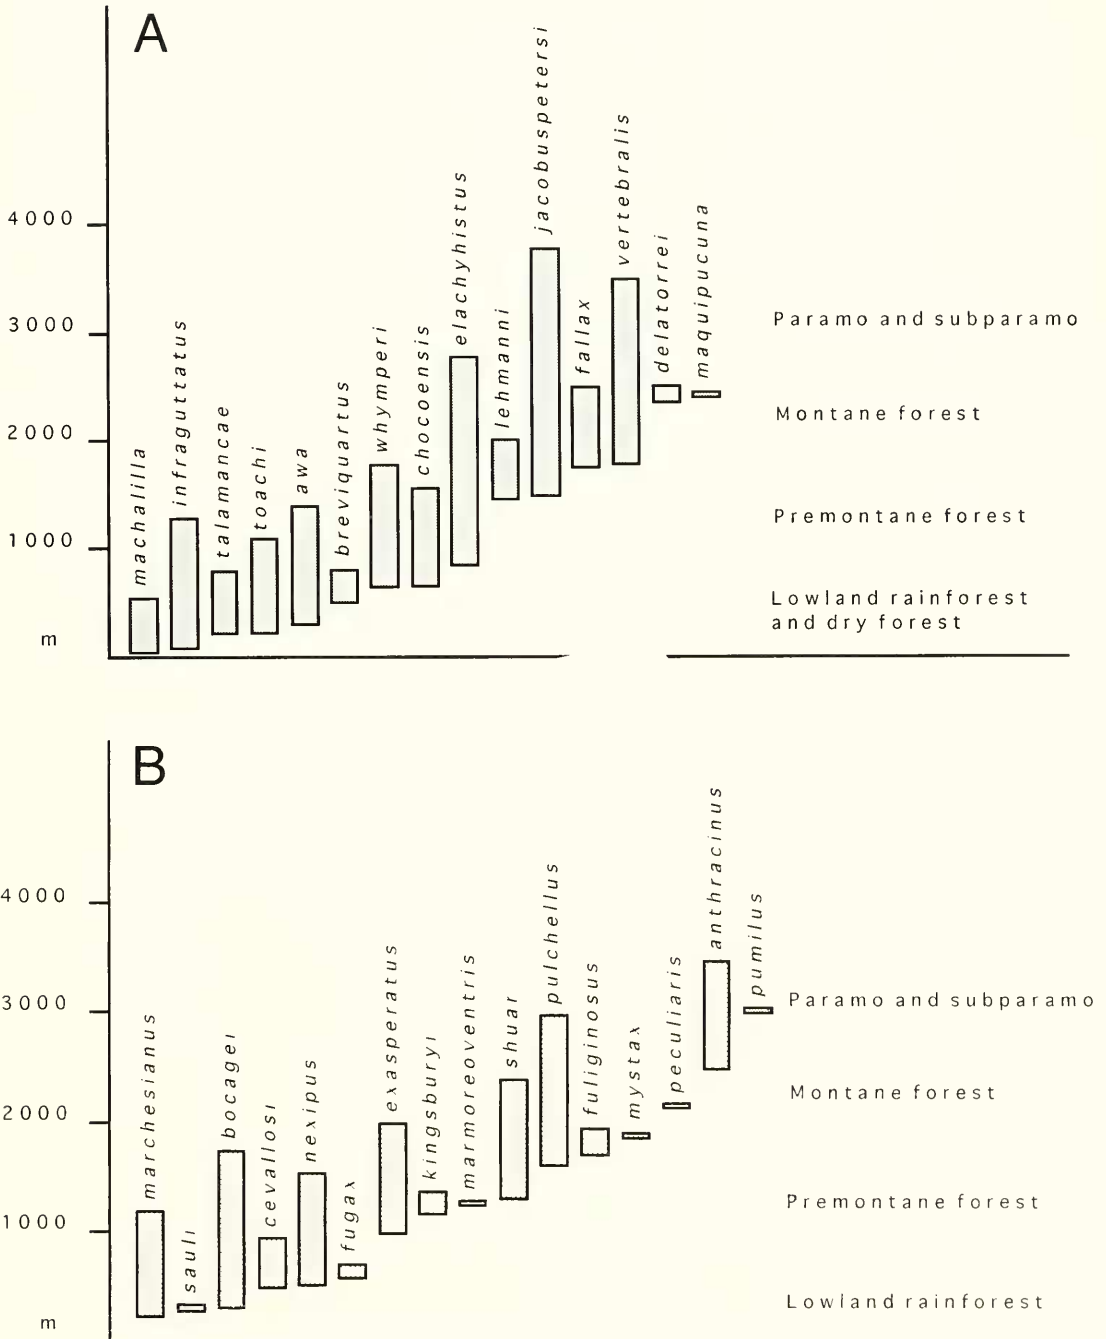 A
4000
3000
2000
1000
m
machalilla
infraguttatus
talamancae
toachi
awa
breviquartus
whymperi
chocoensis
elachyhistus
lehmanni
jacobuspetersi
fallax
vertebralis
delatorrei
maquipucuna
Paramo and subparamo
Montane forest
Premontane forest
Lowland rainforest
and dry forest
B
4000
3000
2000
1000
m
marchesianus
sauli
bocagei
cevallosi
nexipus
fugax
exasperatus
kingsburyi
marmoreoventris
shuar
pulchellus
fuliginosus
mystax
peculiaris
anthracinus
pumilus
Paramo and subparamo
Montane forest
Premontane forest
Lowland rainforest